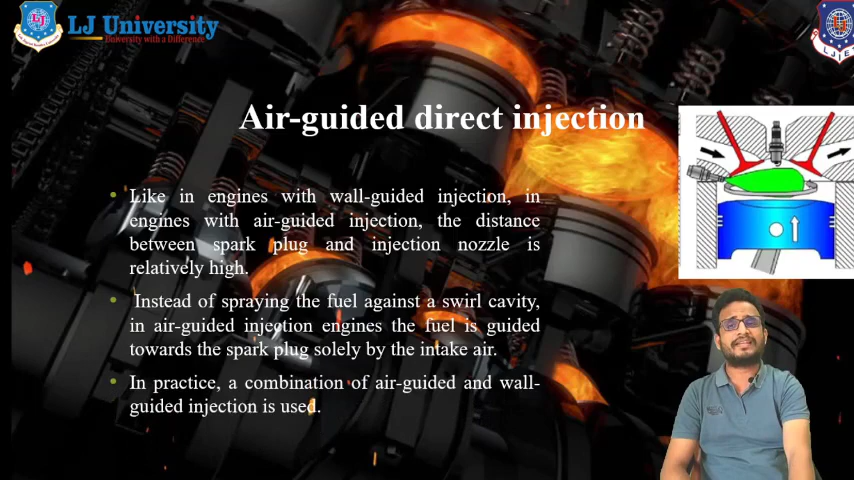 LJ University
University with a Difference
LJ
LJIET
Air-guided direct injection
Like in engines with wall-guided injection, in
engines with air-guided injection, the distance
between spark plug and injection nozzle is
relatively high.
Instead of spraying the fuel against a swirl cavity,
in air-guided injection engines the fuel is guided
towards the spark plug solely by the intake air.
In practice, a combination of air-guided and wall-
guided injection is used.